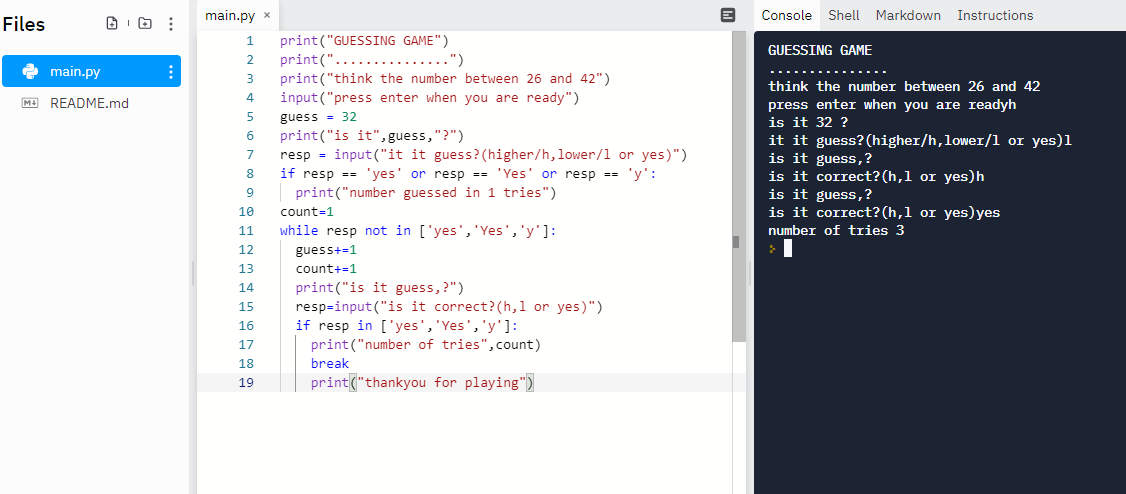 Files
main.py
README.md
main.py ×
1 print("GUESSING GAME")
2 print("...............")
3 print("think the number between 26 and 42")
4 input("press enter when you are ready")
5 guess = 32
6 print("is it",guess,"?")
7 resp = input("it it guess?(higher/h,lower/l or yes)")
8 if resp == 'yes' or resp == 'Yes' or resp == 'y':
9   print("number guessed in 1 tries")
10 count=1
11 while resp not in ['yes','Yes','y']:
12   guess+=1
13   count+=1
14   print("is it guess,?")
15   resp=input("is it correct?(h,l or yes)")
16   if resp in ['yes','Yes','y']:
17     print("number of tries",count)
18     break
19     print("thankyou for playing")
Console Shell Markdown Instructions
GUESSING GAME
...............
think the number between 26 and 42
press enter when you are readyh
is it 32 ?
it it guess?(higher/h,lower/l or yes)l
is it guess,?
is it correct?(h,l or yes)h
is it guess,?
is it correct?(h,l or yes)yes
number of tries 3